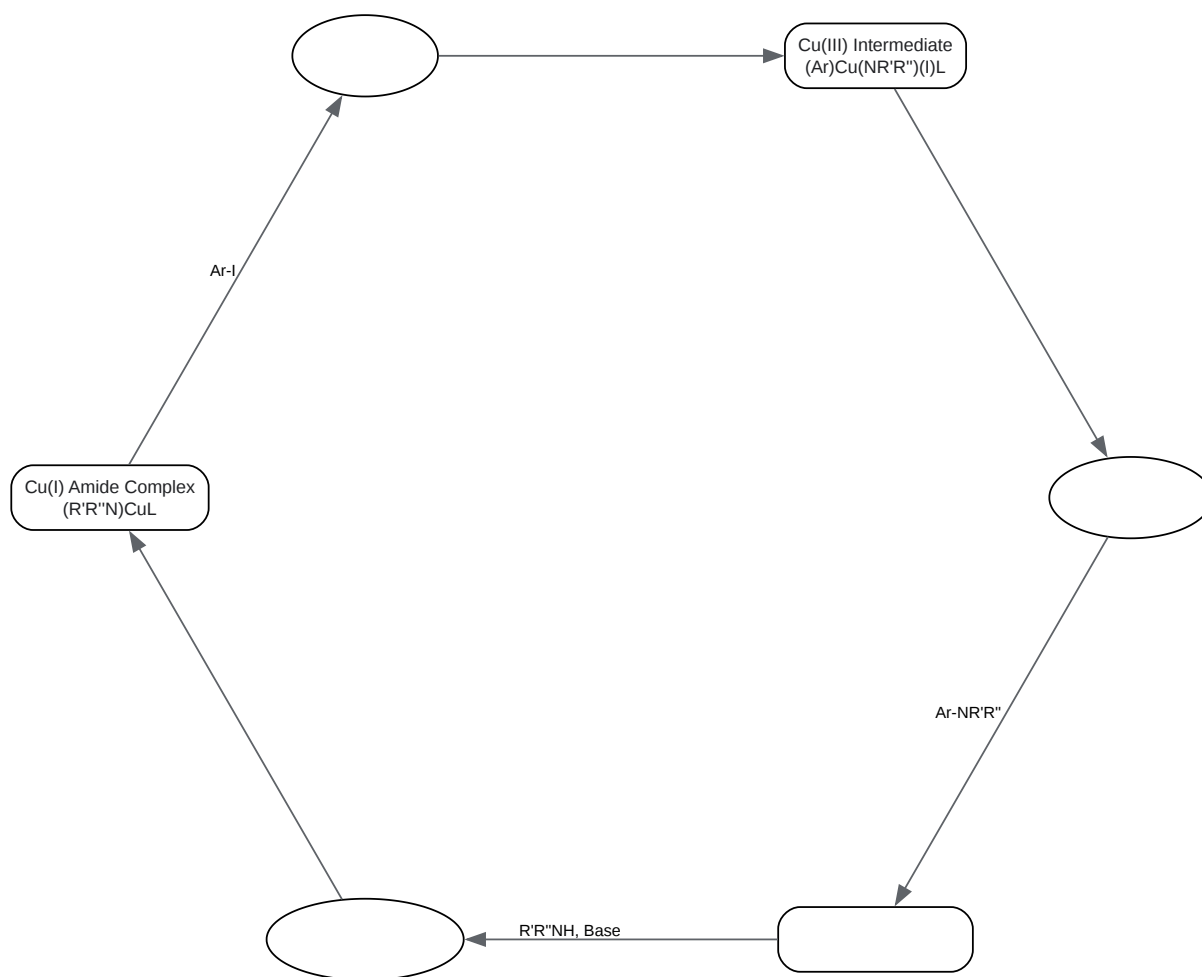 Cu(III) Intermediate
(Ar)Cu(NR'R")(I)L
Ar-I
Cu(I) Amide Complex
(R'R"N)CuL
Ar-NR'R"
R'R"NH, Base